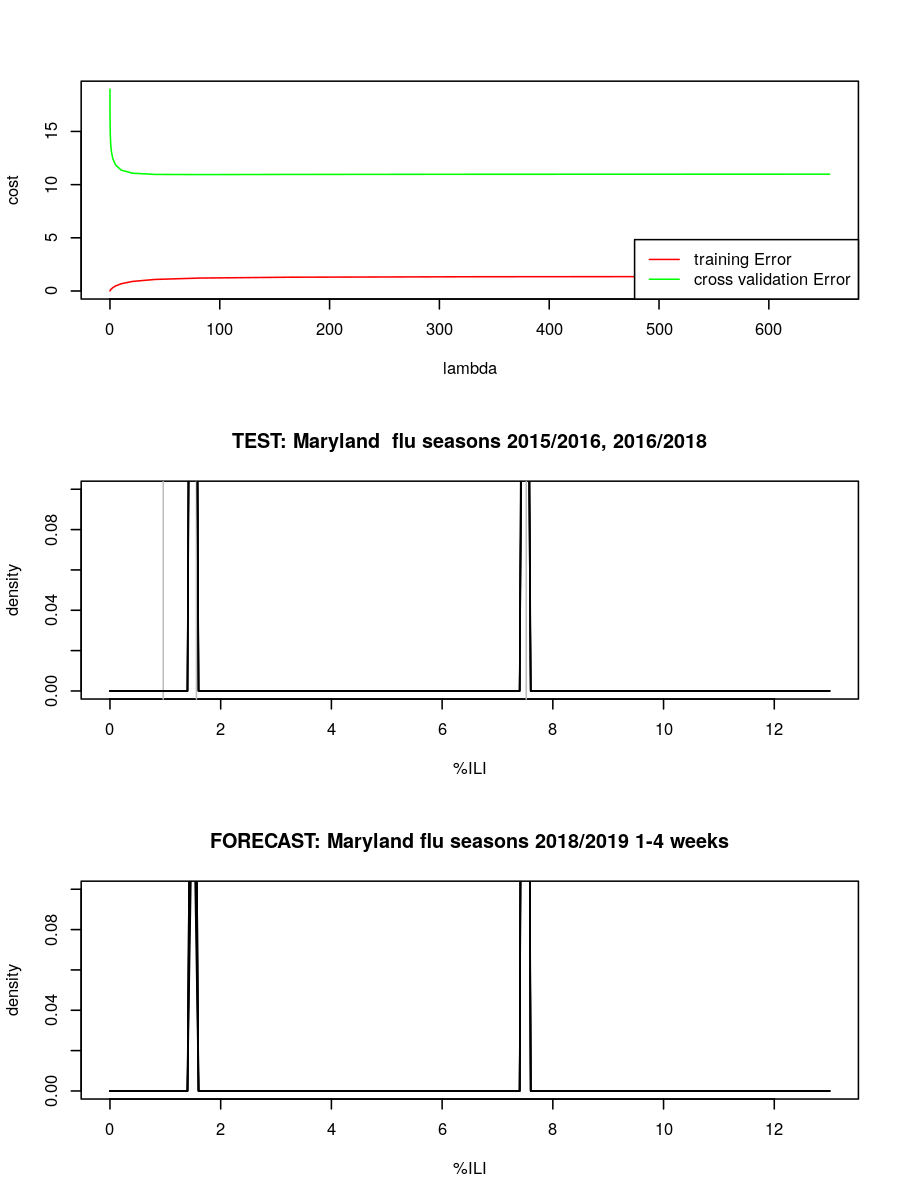 cost
15
10
5
0
training Error
cross validation Error
0 100 200 300 400 500 600
lambda
TEST: Maryland  flu seasons 2015/2016, 2016/2018
density
0.08
0.04
0.00
0 2 4 6 8 10 12
%ILI
FORECAST: Maryland flu seasons 2018/2019 1-4 weeks
density
0.08
0.04
0.00
0 2 4 6 8 10 12
%ILI